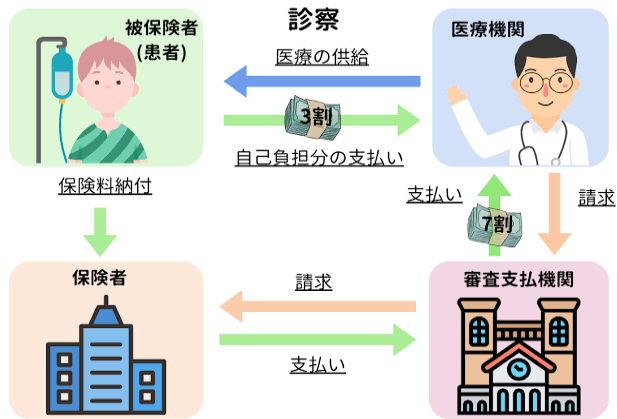 診察
被保険者
(患者)
医療機関
医療の供給
3割
自己負担分の支払い
保険料納付
支払い
7割
請求
保険者
請求
支払い
審査支払機関